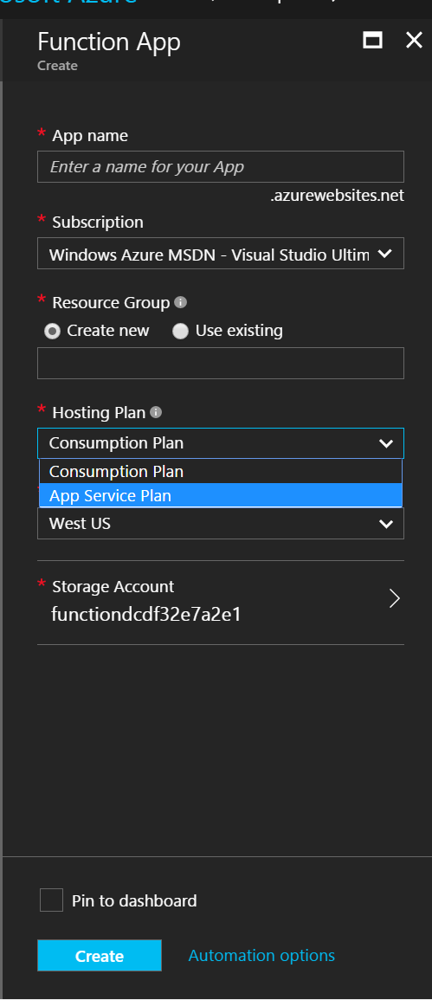 Function App
Create
* App name
Enter a name for your App
.azurewebsites.net
* Subscription
Windows Azure MSDN - Visual Studio Ultim
* Resource Group
Create new Use existing
* Hosting Plan
Consumption Plan
Consumption Plan
App Service Plan
West US
* Storage Account
functiondcdf32e7a2e1
Pin to dashboard
Create Automation options